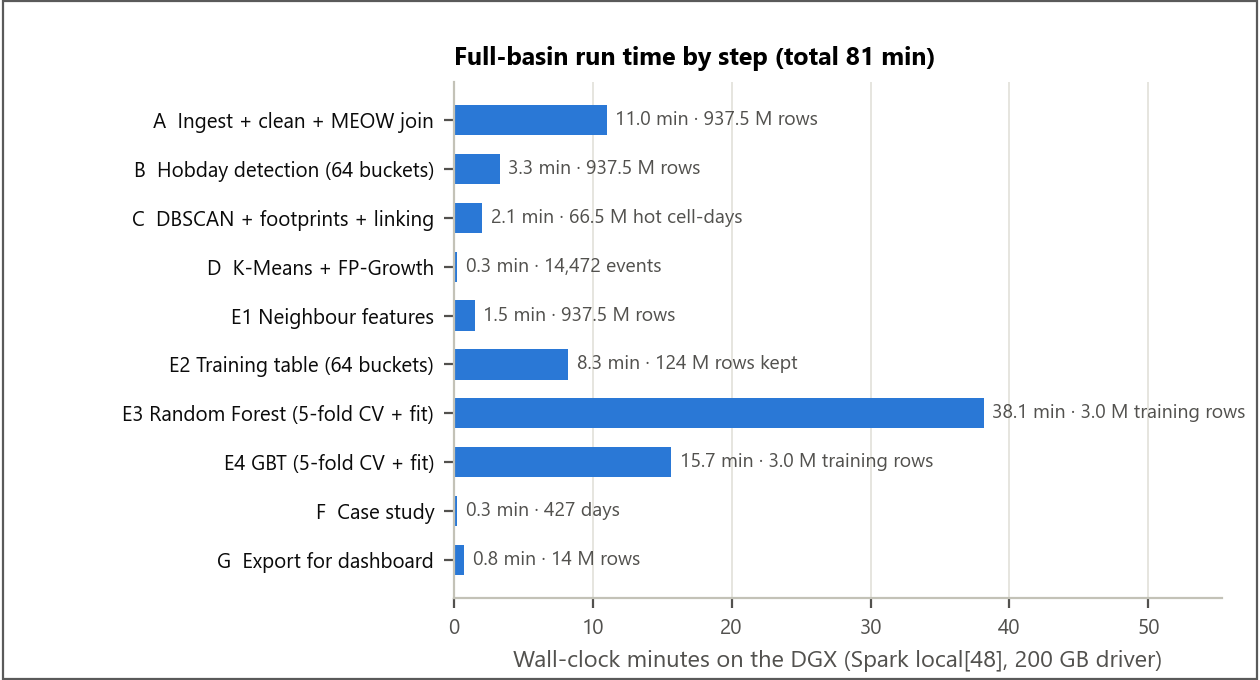 Full-basin run time by step (total 81 min)
A  Ingest + clean + MEOW join
11.0 min · 937.5 M rows
B  Hobday detection (64 buckets)
3.3 min · 937.5 M rows
C  DBSCAN + footprints + linking
2.1 min · 66.5 M hot cell-days
D  K-Means + FP-Growth
0.3 min · 14,472 events
E1 Neighbour features
1.5 min · 937.5 M rows
E2 Training table (64 buckets)
8.3 min · 124 M rows kept
E3 Random Forest (5-fold CV + fit)
38.1 min · 3.0 M training rows
E4 GBT (5-fold CV + fit)
15.7 min · 3.0 M training rows
F  Case study
0.3 min · 427 days
G  Export for dashboard
0.8 min · 14 M rows
0 10 20 30 40 50
Wall-clock minutes on the DGX (Spark local[48], 200 GB driver)